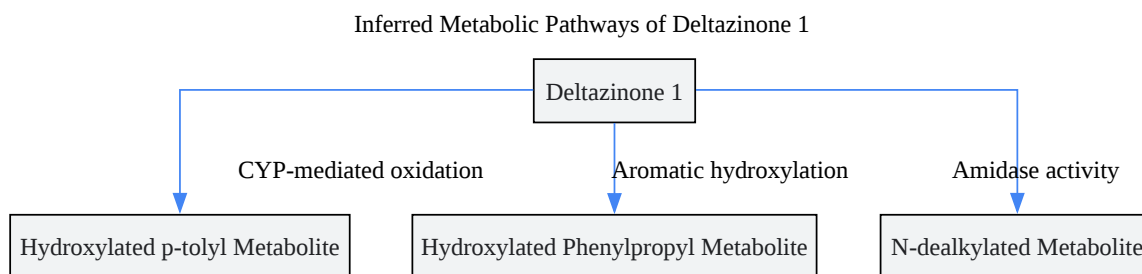 Inferred Metabolic Pathways of Deltazinone 1
Deltazinone 1
CYP-mediated oxidation
Aromatic hydroxylation
Amidase activity
Hydroxylated p-tolyl Metabolite
Hydroxylated Phenylpropyl Metabolite
N-dealkylated Metabolite